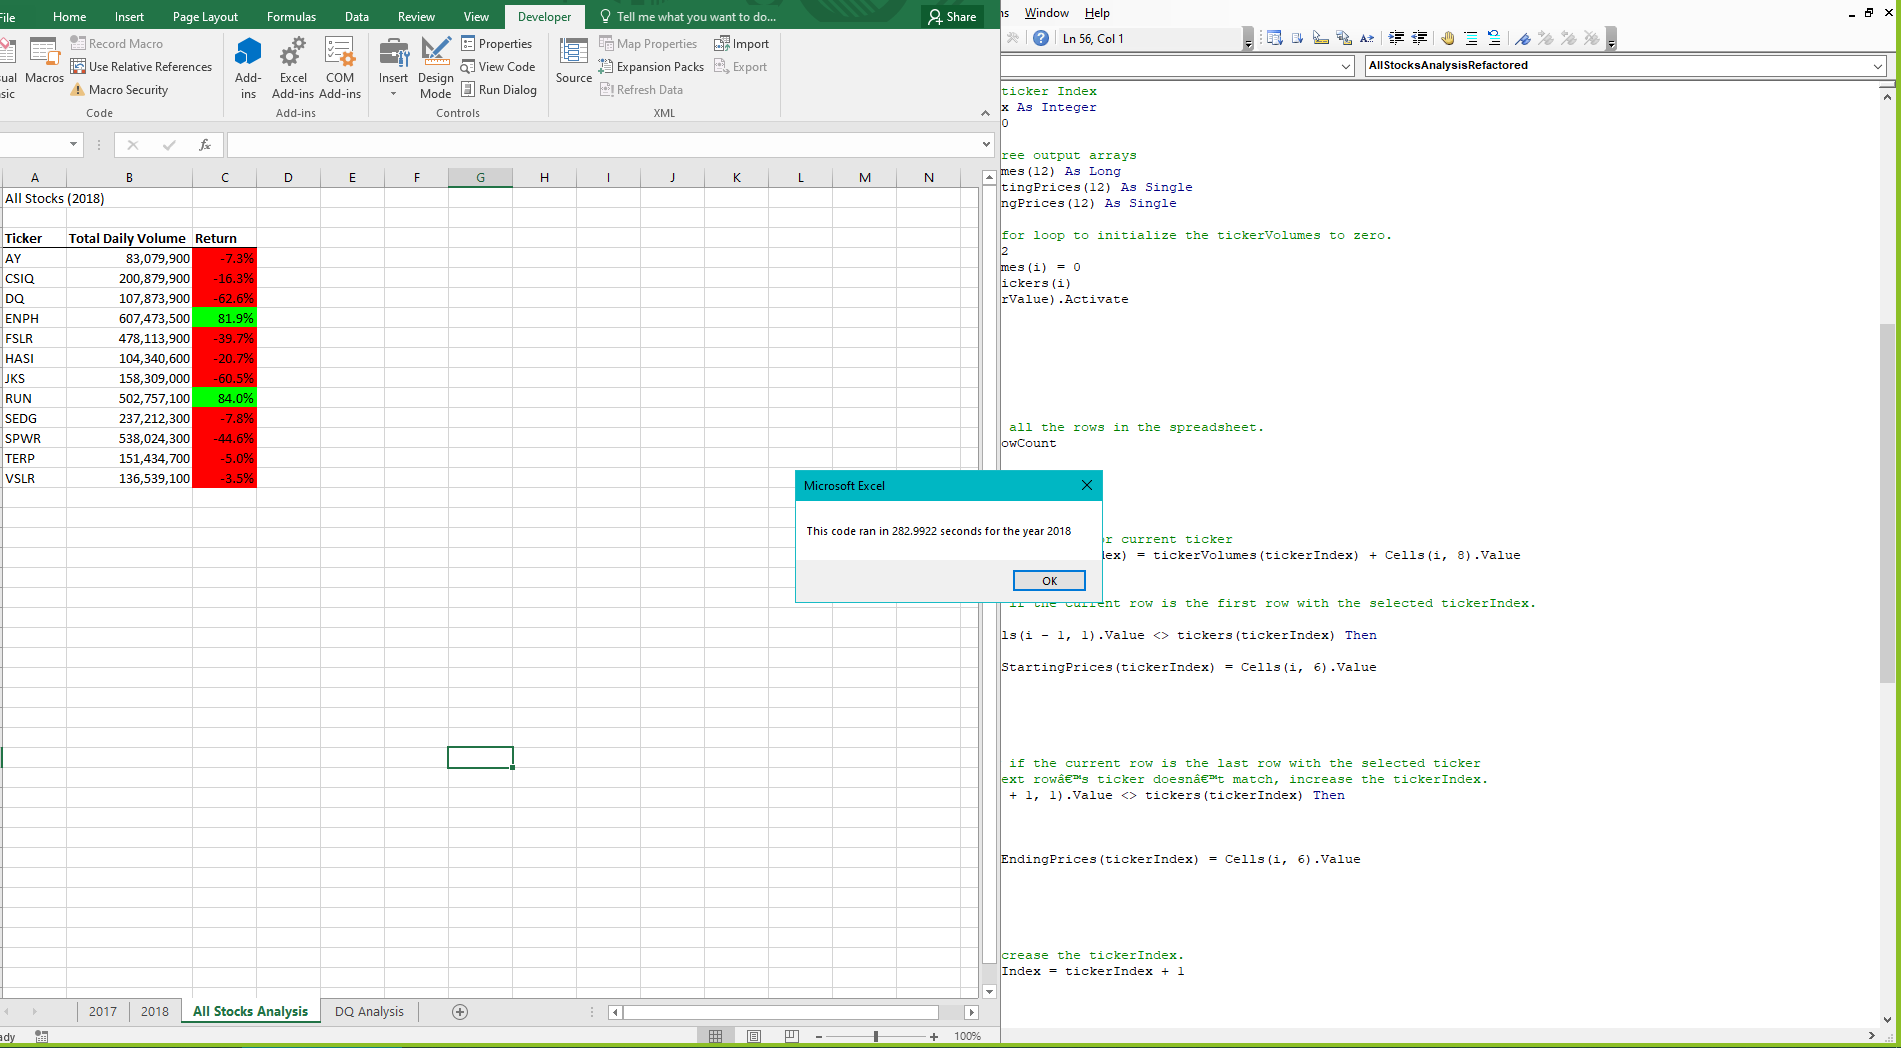 File Home Insert Page Layout Formulas Data Review View Developer Tell me what you want to do... Share
Record Macro
Use Relative References
Macro Security
Macros
Code
Add-
ins
Excel
Add-ins
COM
Add-ins
Add-ins
Insert
Design
Mode
Properties
View Code
Run Dialog
Controls
Source
Map Properties
Expansion Packs
Refresh Data
Import
Export
XML
fx
A B C D E F G H I J K L M N
All Stocks (2018)
Ticker Total Daily Volume Return
AY 83,079,900 -7.3%
CSIQ 200,879,900 -16.3%
DQ 107,873,900 -62.6%
ENPH 607,473,500 81.9%
FSLR 478,113,900 -39.7%
HASI 104,340,600 -20.7%
JKS 158,309,000 -60.5%
RUN 502,757,100 84.0%
SEDG 237,212,300 -7.8%
SPWR 538,024,300 -44.6%
TERP 151,434,700 -5.0%
VSLR 136,539,100 -3.5%
2017 2018 All Stocks Analysis DQ Analysis
100%
Microsoft Excel
This code ran in 282.9922 seconds for the year 2018
OK
ns Window Help
Ln 56, Col 1
AllStocksAnalysisRefactored
ticker Index
x As Integer
0
ree output arrays
mes(12) As Long
tingPrices(12) As Single
ngPrices(12) As Single
for loop to initialize the tickerVolumes to zero.
2
mes(i) = 0
ickers(i)
rValue).Activate
all the rows in the spreadsheet.
owCount
r current ticker
lex) = tickerVolumes(tickerIndex) + Cells(i, 8).Value
if the current row is the first row with the selected tickerIndex.
ls(i - 1, 1).Value <> tickers(tickerIndex) Then
StartingPrices(tickerIndex) = Cells(i, 6).Value
if the current row is the last row with the selected ticker
ext rowâ€™s ticker doesnâ€™t match, increase the tickerIndex.
+ 1, 1).Value <> tickers(tickerIndex) Then
EndingPrices(tickerIndex) = Cells(i, 6).Value
crease the tickerIndex.
Index = tickerIndex + 1